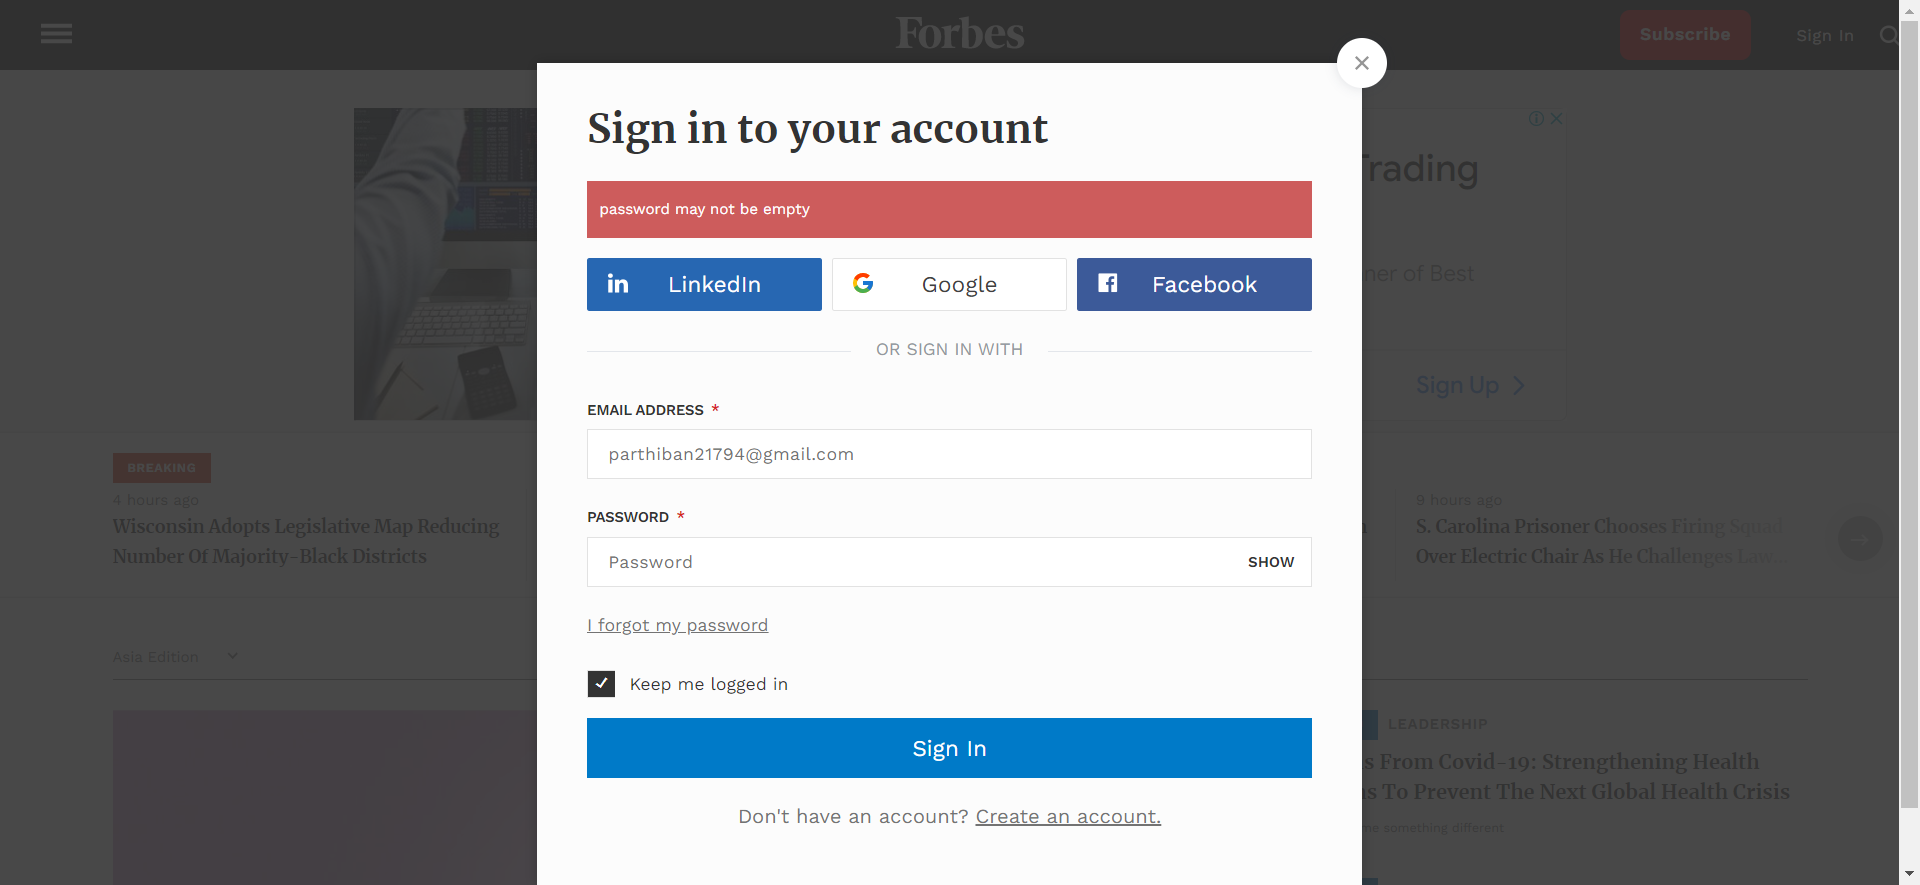 Forbes
Subscribe
Sign In
Sign in to your account
password may not be empty
LinkedIn
Google
Facebook
OR SIGN IN WITH
EMAIL ADDRESS *
parthiban21794@gmail.com
PASSWORD *
Password
SHOW
I forgot my password
Keep me logged in
Sign In
Don't have an account? Create an account.
Trading
ner of Best
Sign Up
BREAKING
4 hours ago
Wisconsin Adopts Legislative Map Reducing
Number Of Majority-Black Districts
9 hours ago
S. Carolina Prisoner Chooses Firing Squad
Over Electric Chair As He Challenges Law...
Asia Edition
LEADERSHIP
s From Covid-19: Strengthening Health
s To Prevent The Next Global Health Crisis
me something different